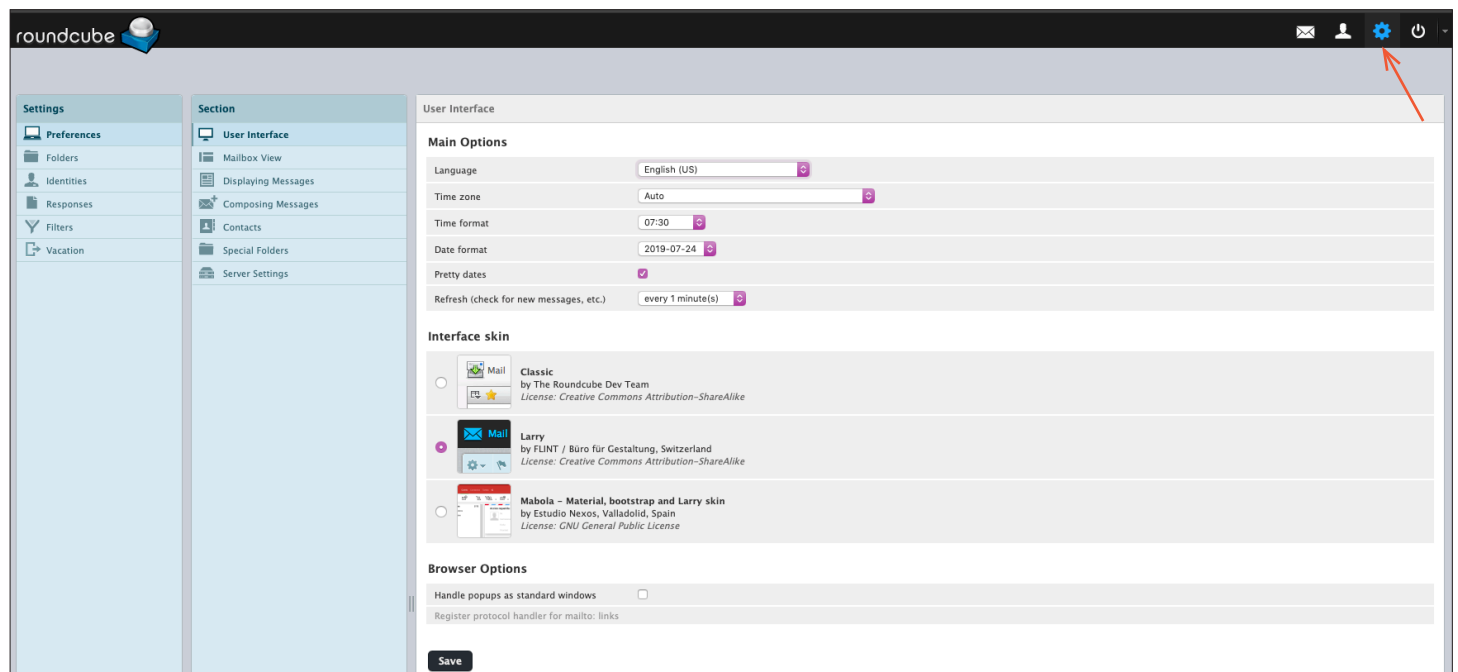 roundcube
Settings
Preferences
Folders
Identities
Responses
Filters
Vacation
Section
User Interface
Mailbox View
Displaying Messages
Composing Messages
Contacts
Special Folders
Server Settings
User Interface
Main Options
Language English (US)
Time zone Auto
Time format 07:30
Date format 2019-07-24
Pretty dates
Refresh (check for new messages, etc.) every 1 minute(s)
Interface skin
Mail
Classic
by The Roundcube Dev Team
License: Creative Commons Attribution-ShareAlike
Mail
Larry
by FLINT / Büro für Gestaltung, Switzerland
License: Creative Commons Attribution-ShareAlike
Mabola - Material, bootstrap and Larry skin
by Estudio Nexos, Valladolid, Spain
License: GNU General Public License
Browser Options
Handle popups as standard windows
Register protocol handler for mailto: links
Save